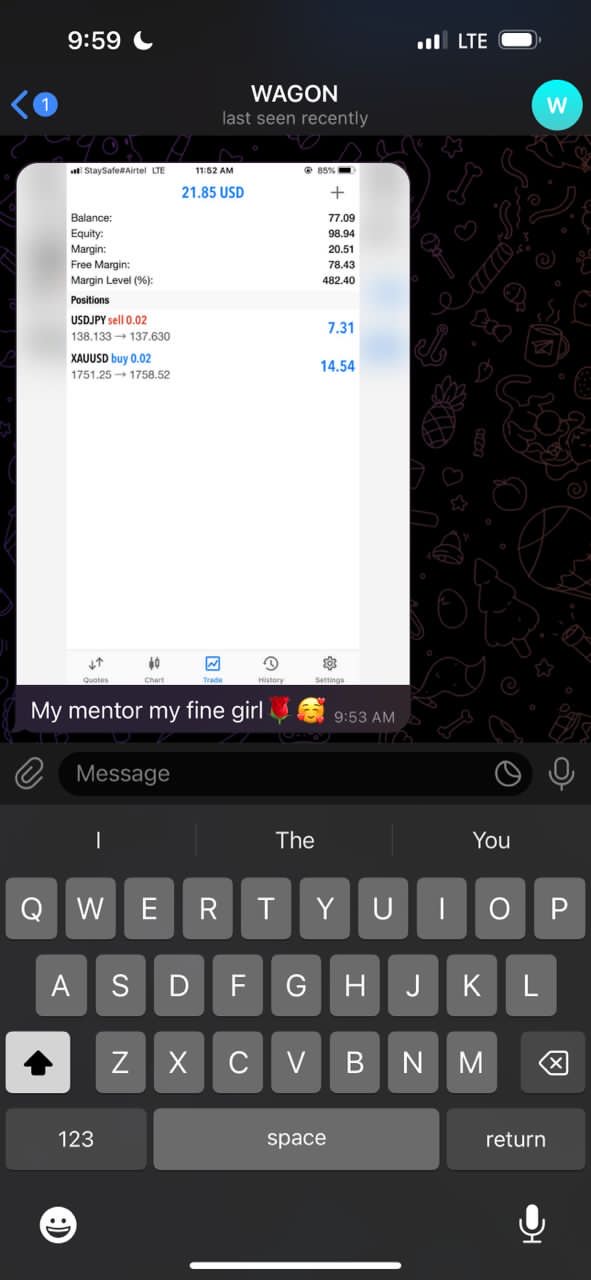 9:59
LTE
1
WAGON
last seen recently
W
StaySafe#Airtel LTE 11:52 AM 85%
21.85 USD +
Balance: 77.09
Equity: 98.94
Margin: 20.51
Free Margin: 78.43
Margin Level (%): 482.40
Positions
USDJPY sell 0.02 7.31
138.133 → 137.630
XAUUSD buy 0.02 14.54
1751.25 → 1758.52
Quotes Chart Trade History Settings
My mentor my fine girl🌹🥰 9:53 AM
Message
I The You
Q W E R T Y U I O P
A S D F G H J K L
Z X C V B N M
123 space return